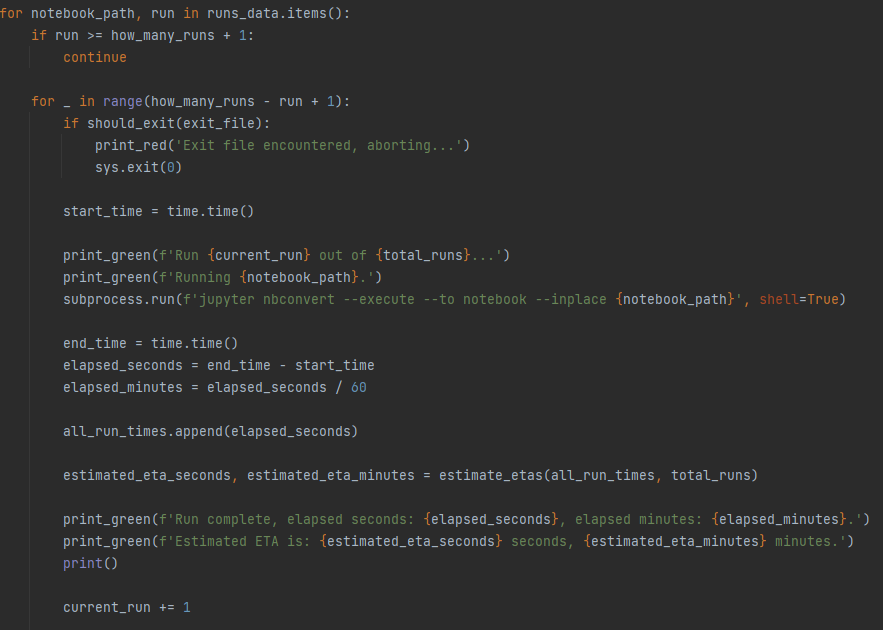 for notebook_path, run in runs_data.items():
    if run >= how_many_runs + 1:
        continue

    for _ in range(how_many_runs - run + 1):
        if should_exit(exit_file):
            print_red('Exit file encountered, aborting...')
            sys.exit(0)

        start_time = time.time()

        print_green(f'Run {current_run} out of {total_runs}...')
        print_green(f'Running {notebook_path}.')
        subprocess.run(f'jupyter nbconvert --execute --to notebook --inplace {notebook_path}', shell=True)

        end_time = time.time()
        elapsed_seconds = end_time - start_time
        elapsed_minutes = elapsed_seconds / 60

        all_run_times.append(elapsed_seconds)

        estimated_eta_seconds, estimated_eta_minutes = estimate_etas(all_run_times, total_runs)

        print_green(f'Run complete, elapsed seconds: {elapsed_seconds}, elapsed minutes: {elapsed_minutes}.')
        print_green(f'Estimated ETA is: {estimated_eta_seconds} seconds, {estimated_eta_minutes} minutes.')
        print()

        current_run += 1